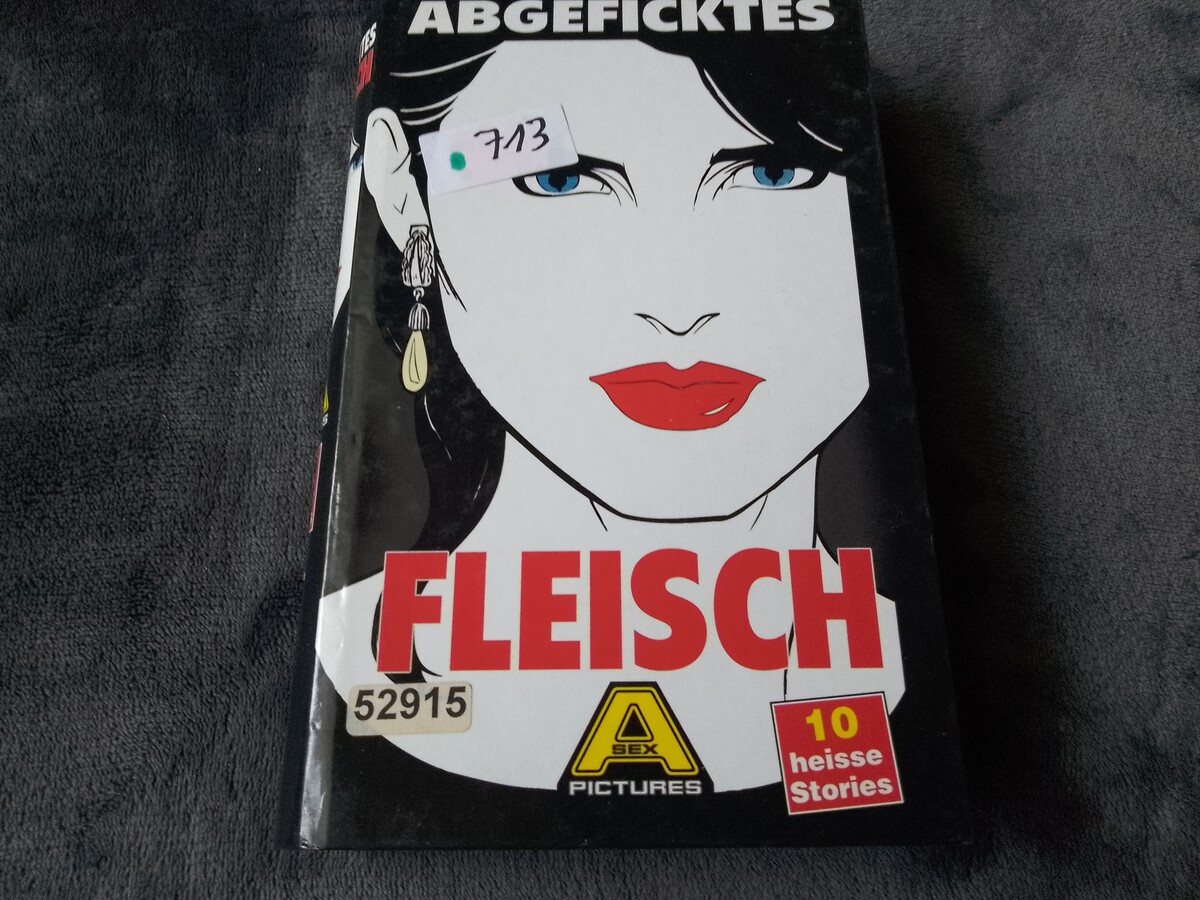 ABGEFICKTES
713
FLEISCH
52915
A
SEX
PICTURES
10
heisse
Stories